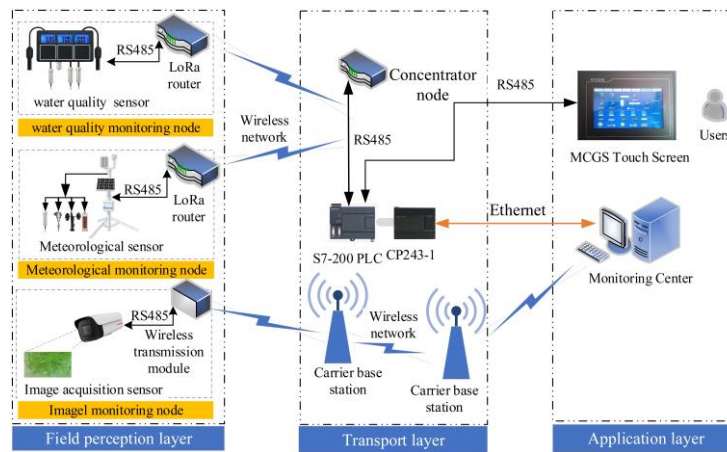 RS485
LoRa
router
water quality sensor
water quality monitoring node
RS485
LoRa
router
Meteorological sensor
Meteorological monitoring node
RS485
Wireless
transmission
module
Image acquisition sensor
Imagel monitoring node
Field perception layer
Wireless
network
Concentrator
node
RS485
RS485
S7-200 PLC
CP243-1
Ethernet
Wireless
network
Carrier base
station
Carrier base
station
Transport layer
MCGS Touch Screen
Users
Monitoring Center
Application layer